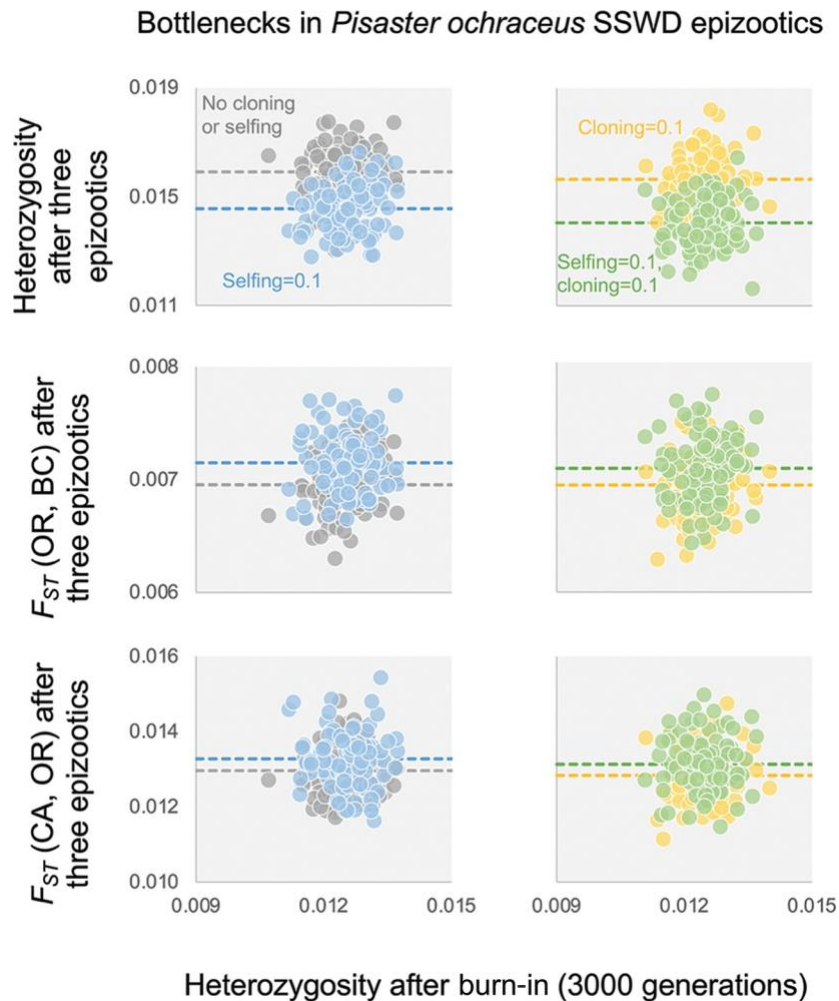 Bottlenecks in Pisaster ochraceus SSWD epizootics
Heterozygosity
after three
epizootics
0.019
0.015
0.011
No cloning
or selfing
Selfing=0.1
Cloning=0.1
Selfing=0.1,
cloning=0.1
FST (OR, BC) after
three epizootics
0.008
0.007
0.006
FST (CA, OR) after
three epizootics
0.016
0.014
0.012
0.010
0.009
0.012
0.015
0.009
0.012
0.015
Heterozygosity after burn-in (3000 generations)